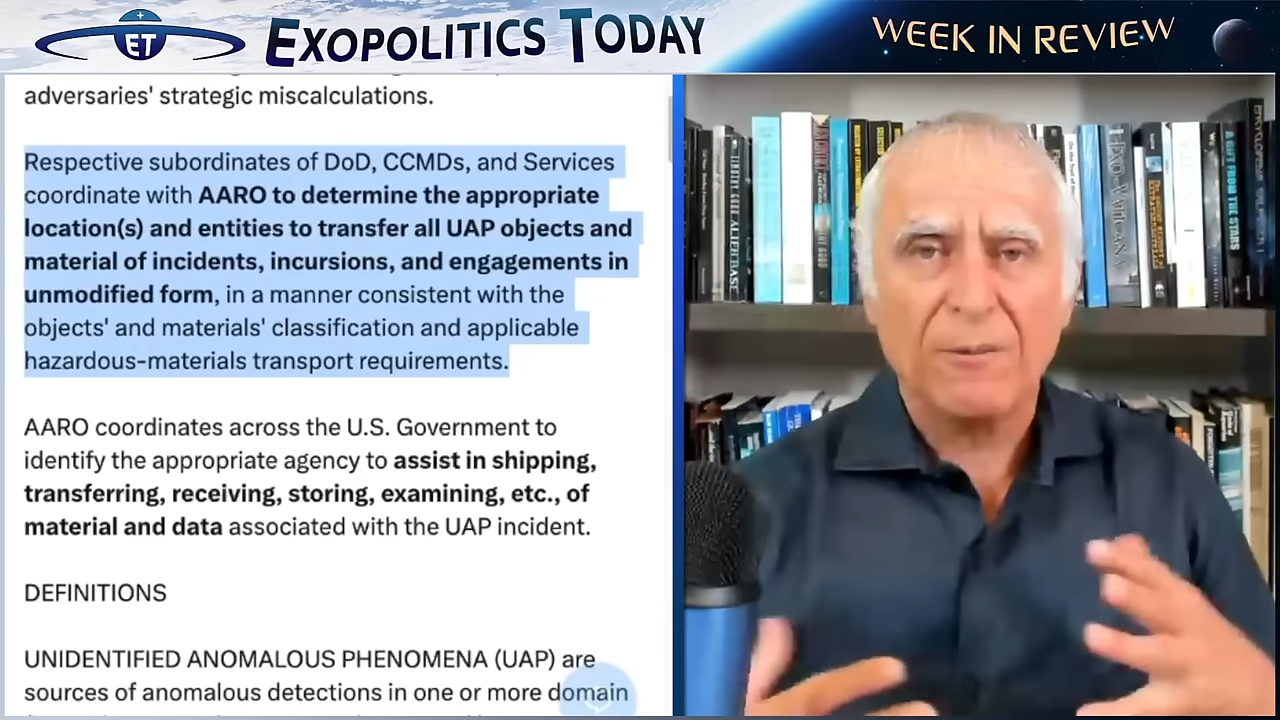 ET
EXOPOLITICS TODAY
WEEK IN REVIEW
adversaries' strategic miscalculations.
Respective subordinates of DoD, CCMDs, and Services
coordinate with AARO to determine the appropriate
location(s) and entities to transfer all UAP objects and
material of incidents, incursions, and engagements in
unmodified form, in a manner consistent with the
objects' and materials' classification and applicable
hazardous-materials transport requirements.
AARO coordinates across the U.S. Government to
identify the appropriate agency to assist in shipping,
transferring, receiving, storing, examining, etc., of
material and data associated with the UAP incident.
DEFINITIONS
UNIDENTIFIED ANOMALOUS PHENOMENA (UAP) are
sources of anomalous detections in one or more domain
A GIFT FROM THE STARS